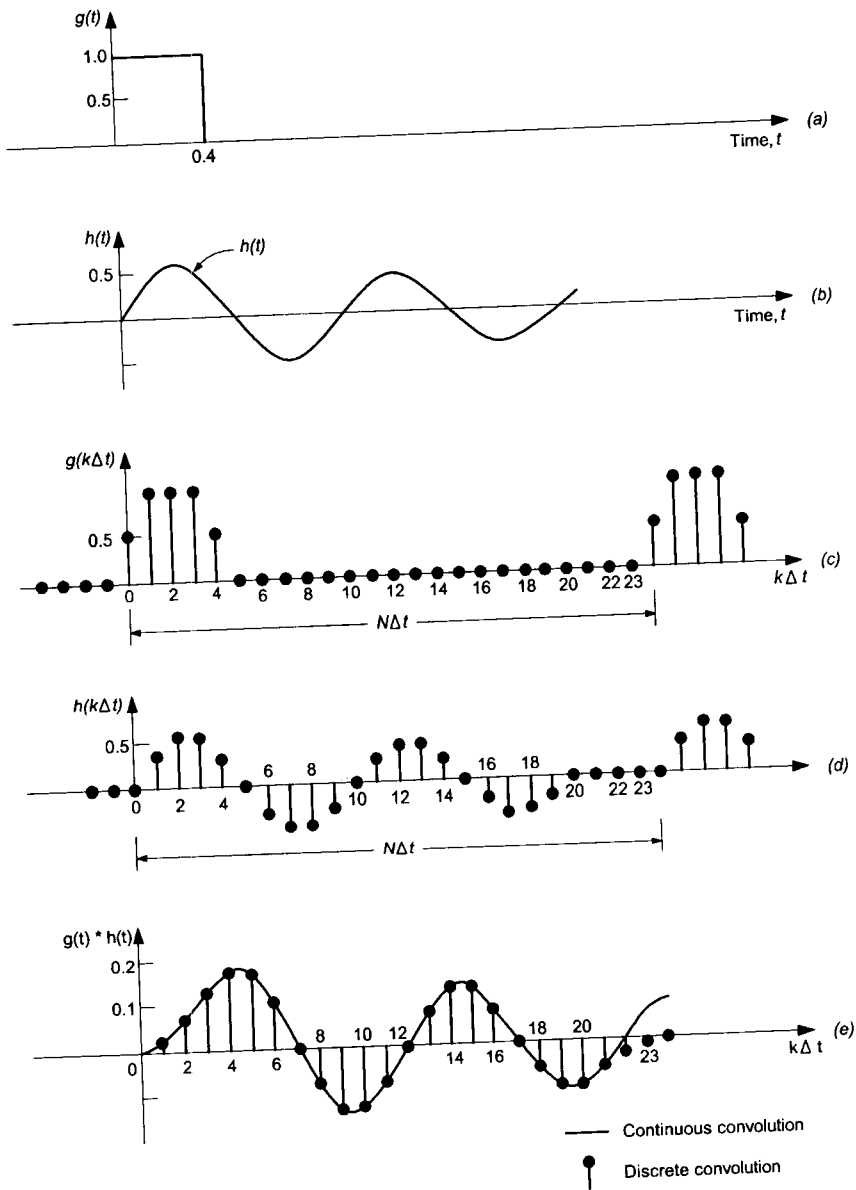 g(t)
1.0
0.5
0.4
Time, t
(a)
h(t)
h(t)
0.5
Time, t
(b)
g(kΔt)
0.5
0 2 4 6 8 10 12 14 16 18 20 22 23
kΔt
(c)
NΔt
h(kΔt)
0.5
6 8 16 18
0 2 4 10 12 14 20 22 23
(d)
NΔt
g(t) * h(t)
0.2
0.1
8 10 12 18 20
0 2 4 6 14 16 23
kΔt
(e)
Continuous convolution
Discrete convolution